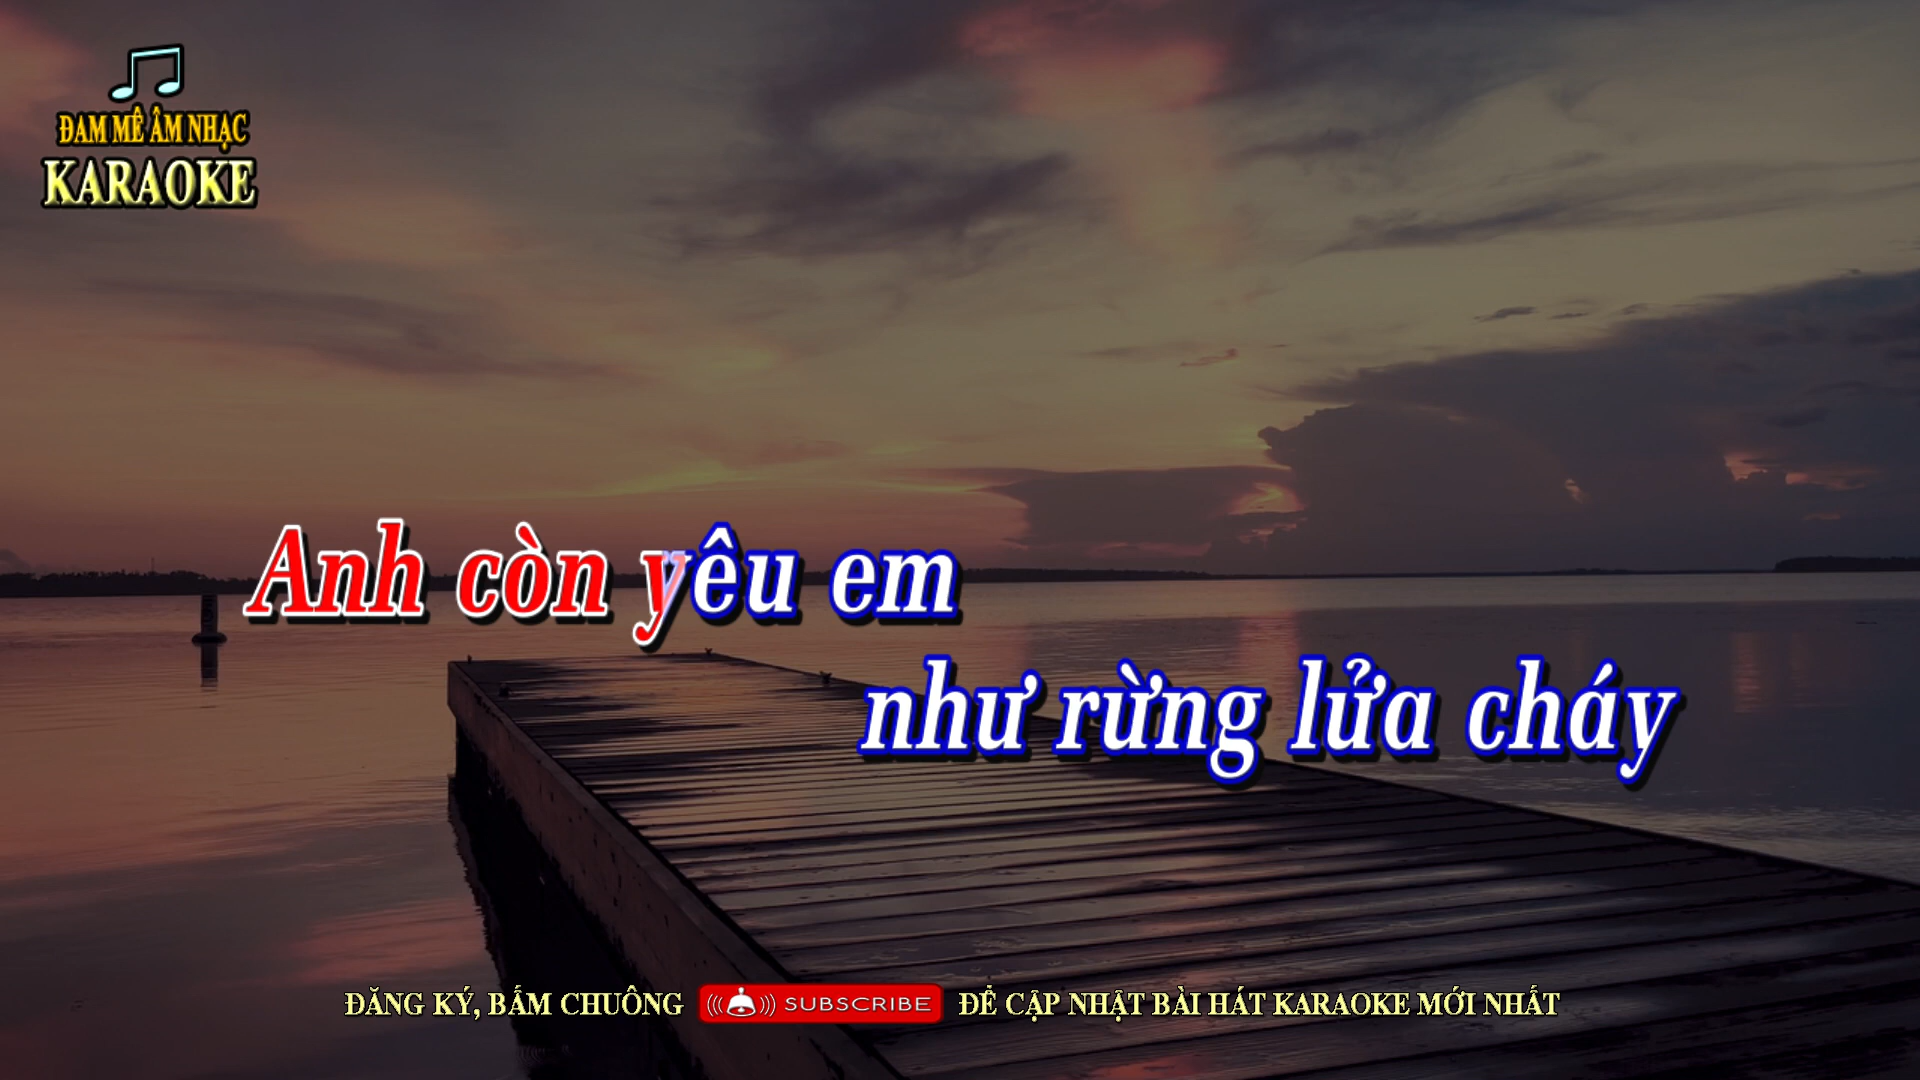 ĐAM MÊ ÂM NHẠC
KARAOKE
Anh còn yêu em
như rừng lửa cháy
ĐĂNG KÝ, BẤM CHUÔNG SUBSCRIBE ĐỂ CẬP NHẬT BÀI HÁT KARAOKE MỚI NHẤT